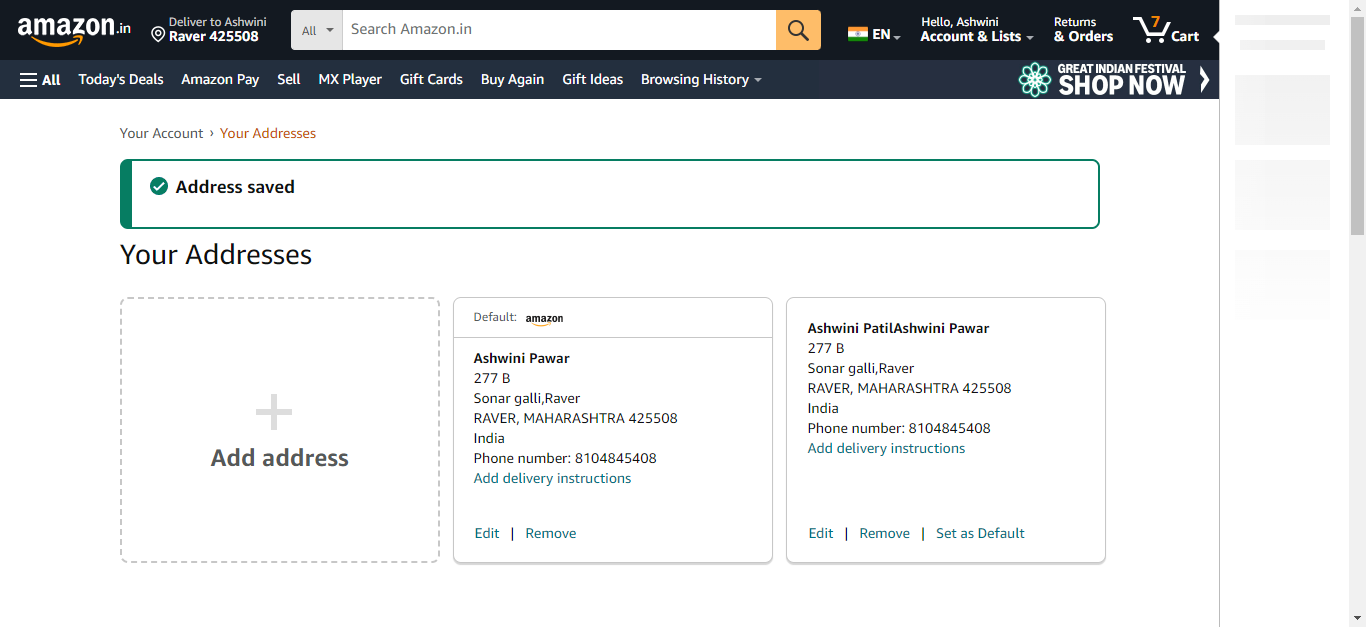 amazon.in
Deliver to Ashwini
Raver 425508
All
Search Amazon.in
EN
Hello, Ashwini
Account & Lists
Returns
& Orders
7
Cart
All
Today's Deals
Amazon Pay
Sell
MX Player
Gift Cards
Buy Again
Gift Ideas
Browsing History
GREAT INDIAN FESTIVAL
SHOP NOW
Your Account › Your Addresses
Address saved
Your Addresses
Add address
Default: amazon
Ashwini Pawar
277 B
Sonar galli,Raver
RAVER, MAHARASHTRA 425508
India
Phone number: 8104845408
Add delivery instructions
Edit | Remove
Ashwini PatilAshwini Pawar
277 B
Sonar galli,Raver
RAVER, MAHARASHTRA 425508
India
Phone number: 8104845408
Add delivery instructions
Edit | Remove | Set as Default